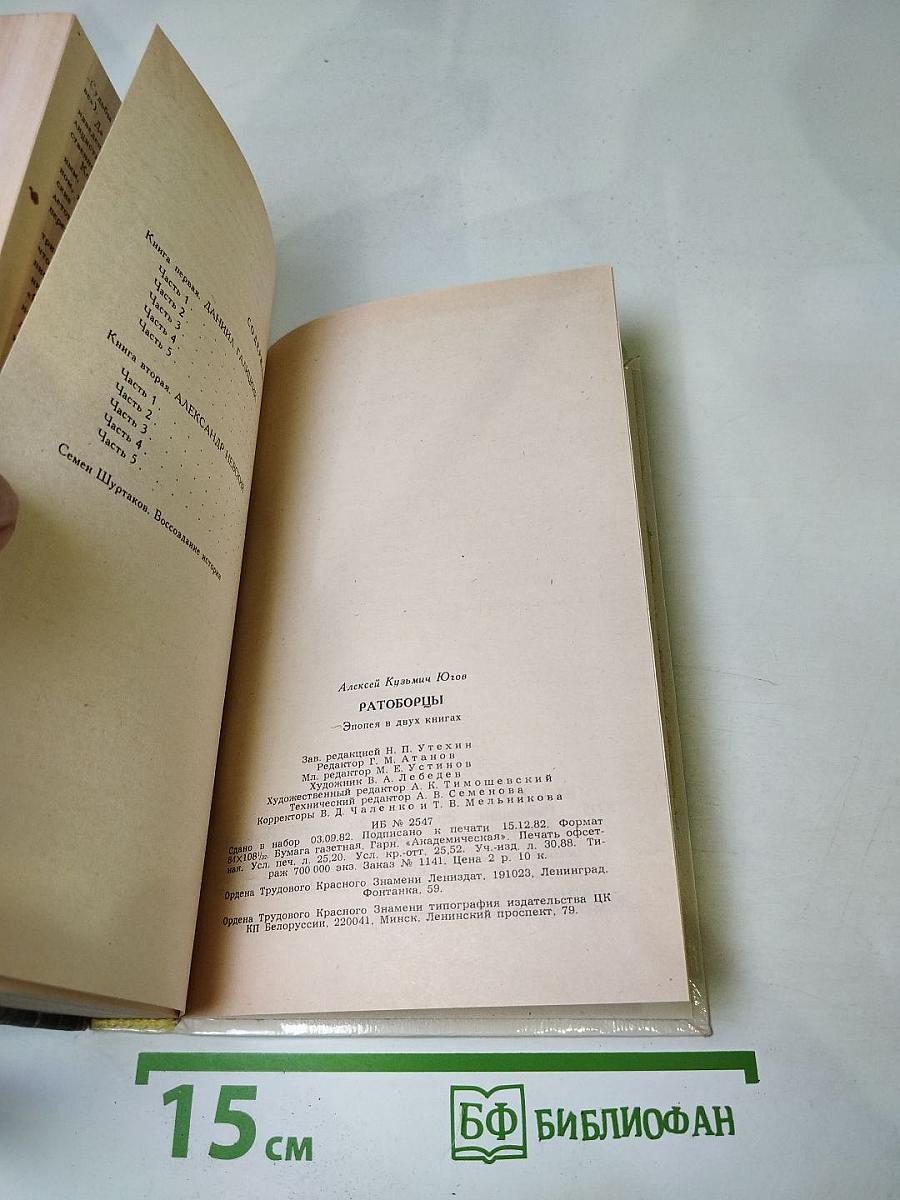 СОДЕР
Книга первая. ДАНИИЛ ГАЛИЦКИЙ
Часть 1
Часть 2
Часть 3
Часть 4
Часть 5
Книга вторая. АЛЕКСАНДР НЕВСКИЙ
Часть 1
Часть 2
Часть 3
Часть 4
Часть 5
Семен Шуртаков. Воссоздание истории
Алексей Кузьмич Югов
РАТОБОРЦЫ
Эпопея в двух книгах
Зав. редакцией Н. П. Утехин
Редактор Г. М. Атанов
Мл. редактор М. Е. Устинов
Художник В. А. Лебедев
Художественный редактор А. К. Тимошевский
Технический редактор А. В. Семенова
Корректоры В. Д. Чаленко и Т. В. Мельникова
ИБ № 2547
Сдано в набор 03.09.82. Подписано к печати 15.12.82. Формат
84×108¹/₃₂. Бумага газетная. Гарн. «Академическая». Печать офсет-
ная. Усл. печ. л. 25,20. Усл. кр.-отт. 25,52. Уч.-изд. л. 30,88. Ти-
раж 700 000 экз. Заказ № 1141. Цена 2 р. 10 к.
Ордена Трудового Красного Знамени Лениздат, 191023, Ленинград,
Фонтанка, 59.
Ордена Трудового Красного Знамени типография издательства ЦК
КП Белоруссии, 220041, Минск, Ленинский проспект, 79.
15 см
БФ БИБЛИОФАН